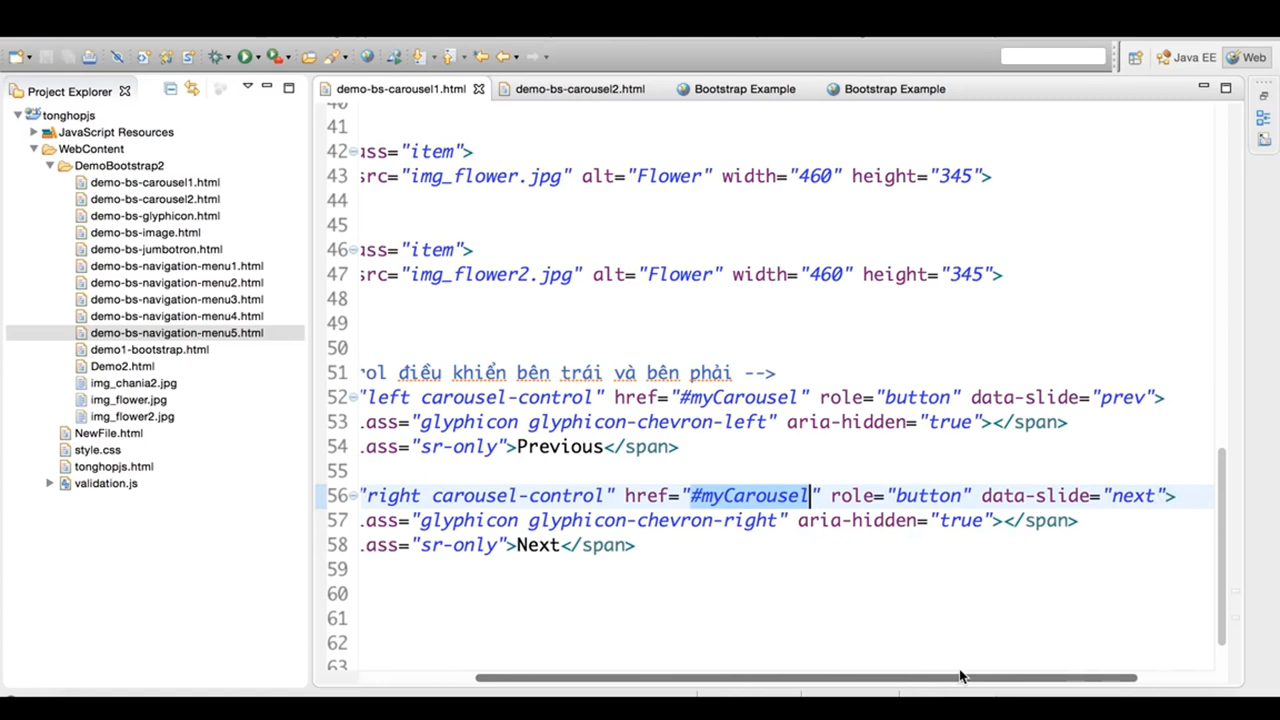 Java EE
Web
Project Explorer
demo-bs-carousel1.html
demo-bs-carousel2.html
Bootstrap Example
Bootstrap Example
tonghopjs
JavaScript Resources
WebContent
DemoBootstrap2
demo-bs-carousel1.html
demo-bs-carousel2.html
demo-bs-glyphicon.html
demo-bs-image.html
demo-bs-jumbotron.html
demo-bs-navigation-menu1.html
demo-bs-navigation-menu2.html
demo-bs-navigation-menu3.html
demo-bs-navigation-menu4.html
demo-bs-navigation-menu5.html
demo1-bootstrap.html
Demo2.html
img_chania2.jpg
img_flower.jpg
img_flower2.jpg
NewFile.html
style.css
tonghopjs.html
validation.js
40
41
42 ass="item">
43 src="img_flower.jpg" alt="Flower" width="460" height="345">
44
45
46 ass="item">
47 src="img_flower2.jpg" alt="Flower" width="460" height="345">
48
49
50
51 rol điều khiển bên trái và bên phải -->
52 "left carousel-control" href="#myCarousel" role="button" data-slide="prev">
53 ass="glyphicon glyphicon-chevron-left" aria-hidden="true"></span>
54 ass="sr-only">Previous</span>
55
56 "right carousel-control" href="#myCarousel" role="button" data-slide="next">
57 ass="glyphicon glyphicon-chevron-right" aria-hidden="true"></span>
58 ass="sr-only">Next</span>
59
60
61
62
63